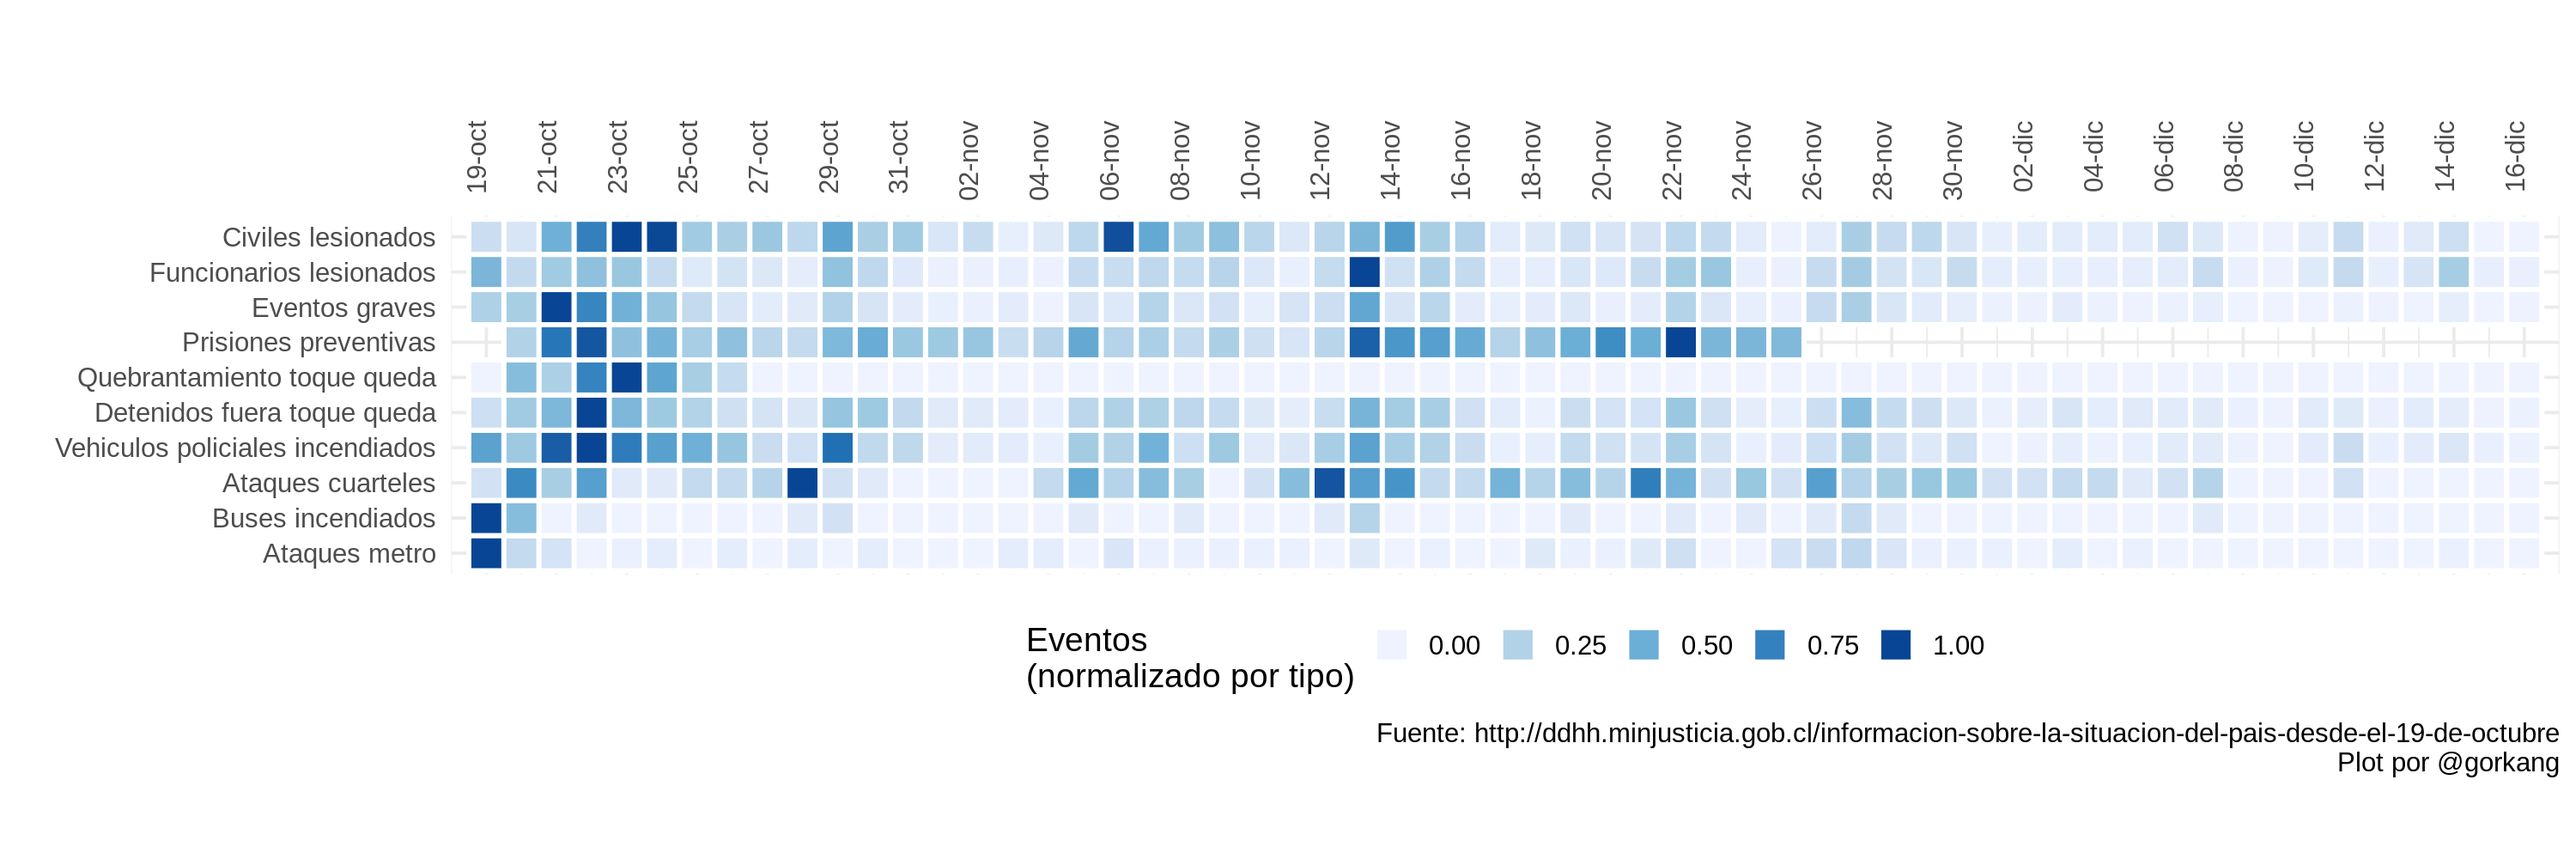 19-oct
21-oct
23-oct
25-oct
27-oct
29-oct
31-oct
02-nov
04-nov
06-nov
08-nov
10-nov
12-nov
14-nov
16-nov
18-nov
20-nov
22-nov
24-nov
26-nov
28-nov
30-nov
02-dic
04-dic
06-dic
08-dic
10-dic
12-dic
14-dic
16-dic
Civiles lesionados
Funcionarios lesionados
Eventos graves
Prisiones preventivas
Quebrantamiento toque queda
Detenidos fuera toque queda
Vehiculos policiales incendiados
Ataques cuarteles
Buses incendiados
Ataques metro
Eventos
(normalizado por tipo)
0.00 0.25 0.50 0.75 1.00
Fuente: http://ddhh.minjusticia.gob.cl/informacion-sobre-la-situacion-del-pais-desde-el-19-de-octubre
Plot por @gorkang